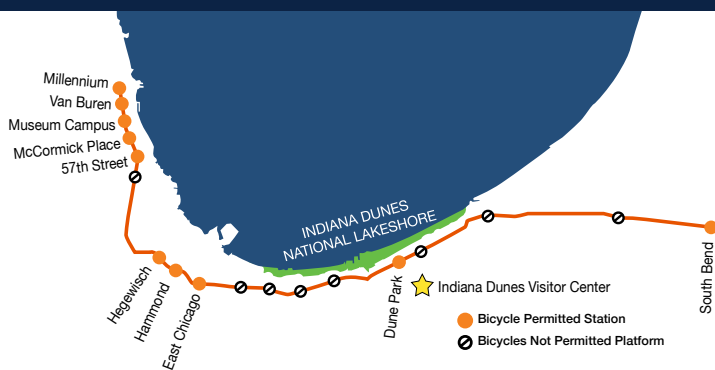 Millennium
Van Buren
Museum Campus
McCormick Place
57th Street
INDIANA DUNES
NATIONAL LAKESHORE
Hegewisch
Hammond
East Chicago
Dune Park
Indiana Dunes Visitor Center
South Bend
Bicycle Permitted Station
Bicycles Not Permitted Platform